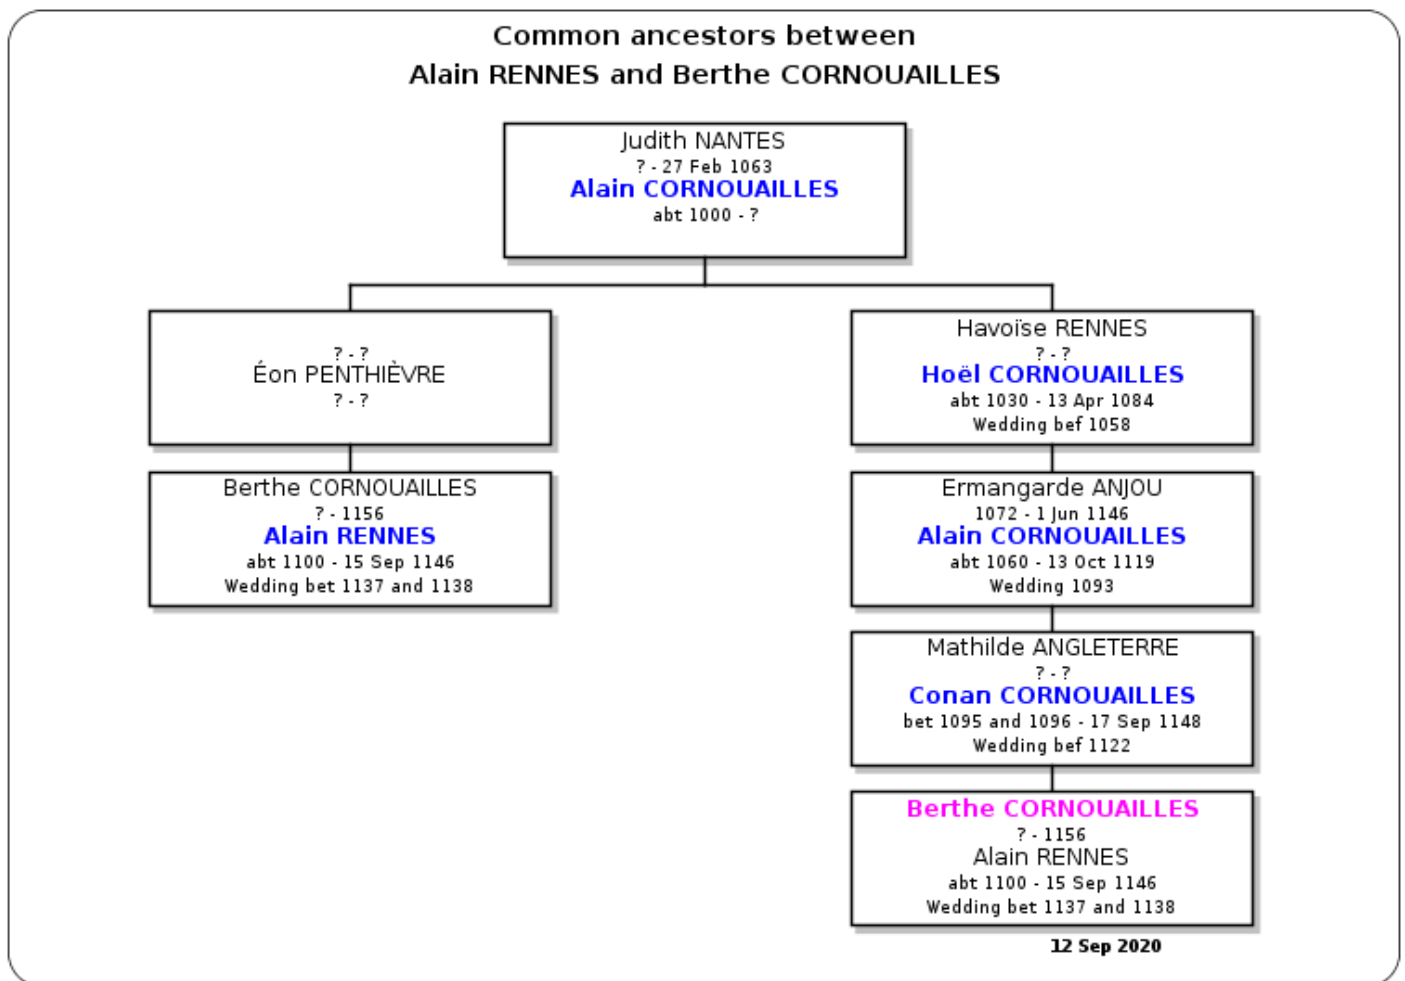 Common ancestors between
Alain RENNES and Berthe CORNOUAILLES
Judith NANTES
? - 27 Feb 1063
Alain CORNOUAILLES
abt 1000 - ?
? - ?
Éon PENTHIÈVRE
? - ?
Havoïse RENNES
? - ?
Hoël CORNOUAILLES
abt 1030 - 13 Apr 1084
Wedding bef 1058
Berthe CORNOUAILLES
? - 1156
Alain RENNES
abt 1100 - 15 Sep 1146
Wedding bet 1137 and 1138
Ermangarde ANJOU
1072 - 1 Jun 1146
Alain CORNOUAILLES
abt 1060 - 13 Oct 1119
Wedding 1093
Mathilde ANGLETERRE
? - ?
Conan CORNOUAILLES
bet 1095 and 1096 - 17 Sep 1148
Wedding bef 1122
Berthe CORNOUAILLES
? - 1156
Alain RENNES
abt 1100 - 15 Sep 1146
Wedding bet 1137 and 1138
12 Sep 2020